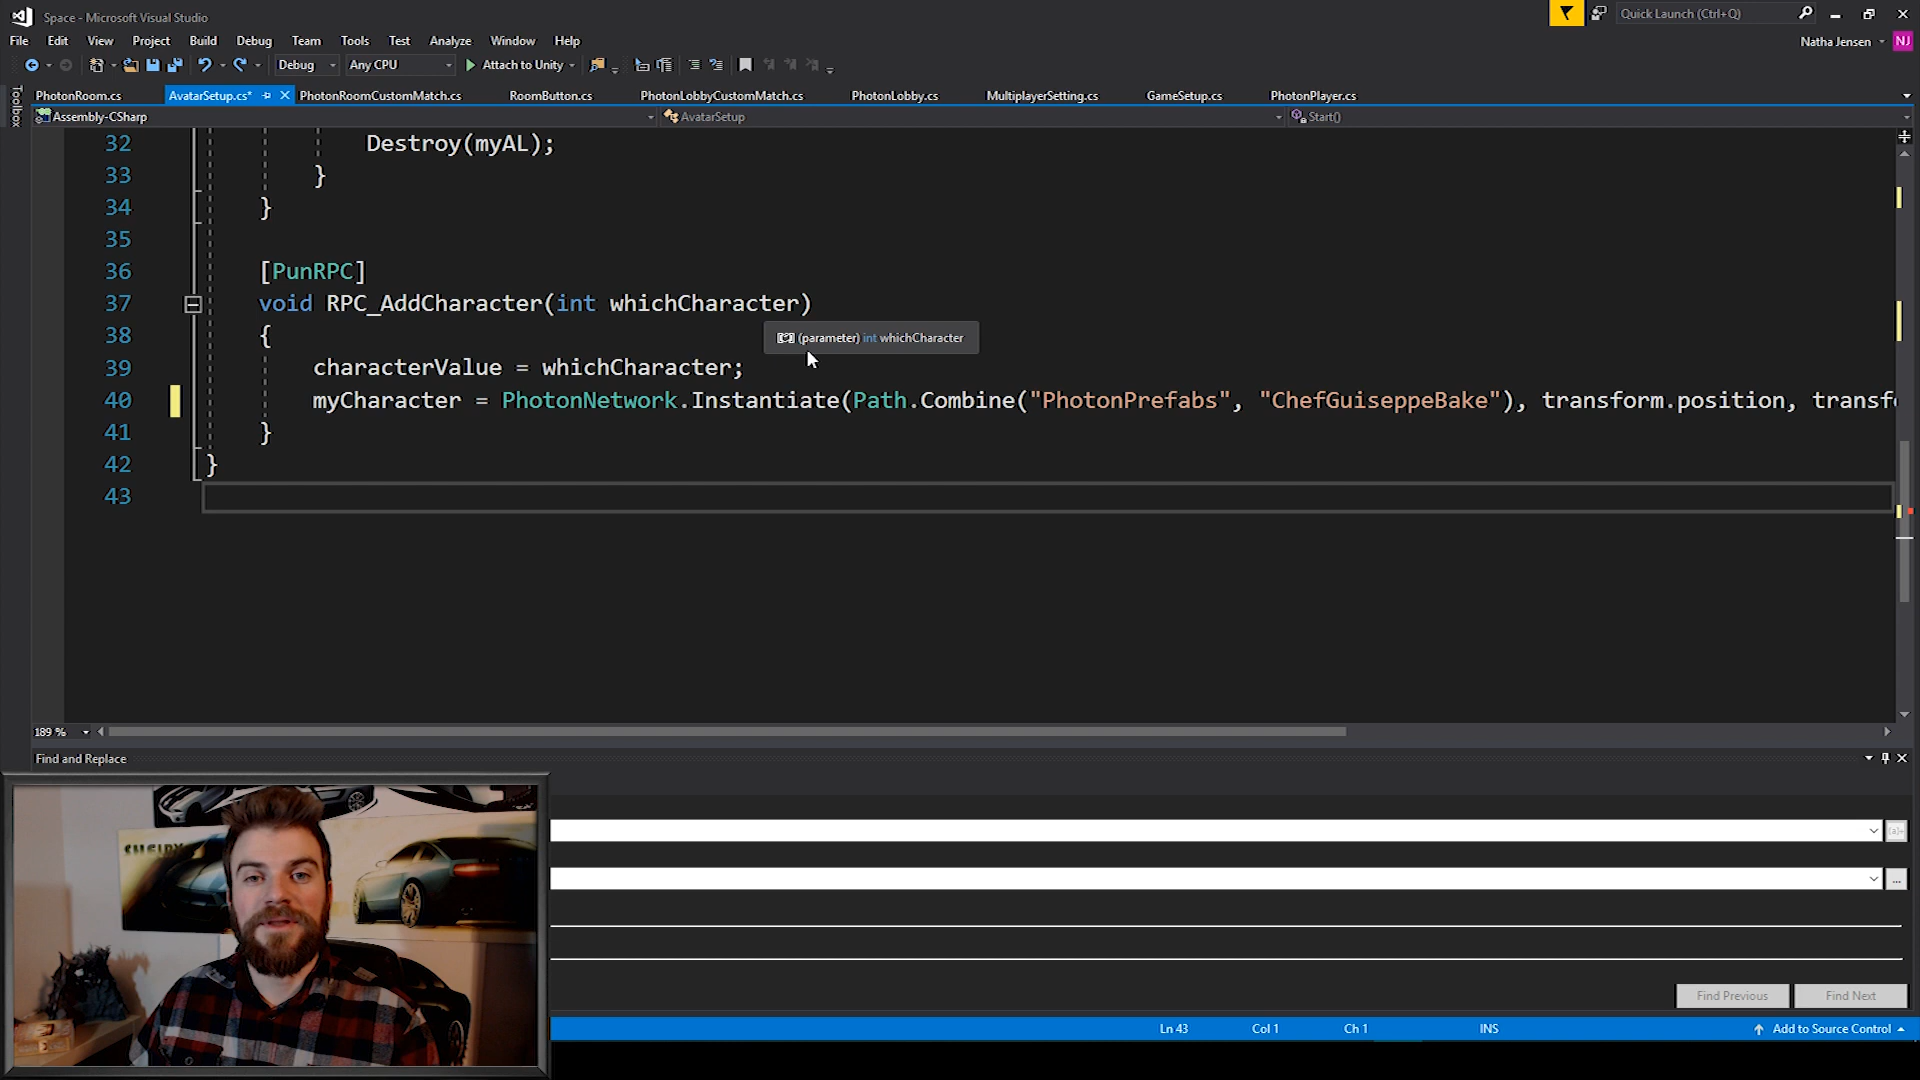 Space - Microsoft Visual Studio
Quick Launch (Ctrl+Q)
File Edit View Project Build Debug Team Tools Test Analyze Window Help
Natha Jensen NJ
Debug Any CPU Attach to Unity
Toolbox
PhotonRoom.cs AvatarSetup.cs* PhotonRoomCustomMatch.cs RoomButton.cs PhotonLobbyCustomMatch.cs PhotonLobby.cs MultiplayerSetting.cs GameSetup.cs PhotonPlayer.cs
Assembly-CSharp AvatarSetup Start()
32 Destroy(myAL);
33 }
34 }
35
36 [PunRPC]
37 void RPC_AddCharacter(int whichCharacter)
38 {
(parameter) int whichCharacter
39 characterValue = whichCharacter;
40 myCharacter = PhotonNetwork.Instantiate(Path.Combine("PhotonPrefabs", "ChefGuiseppeBake"), transform.position, transf
41 }
42 }
43
189 %
Find and Replace
SHELBY
Find Previous Find Next
Ln 43 Col 1 Ch 1 INS Add to Source Control